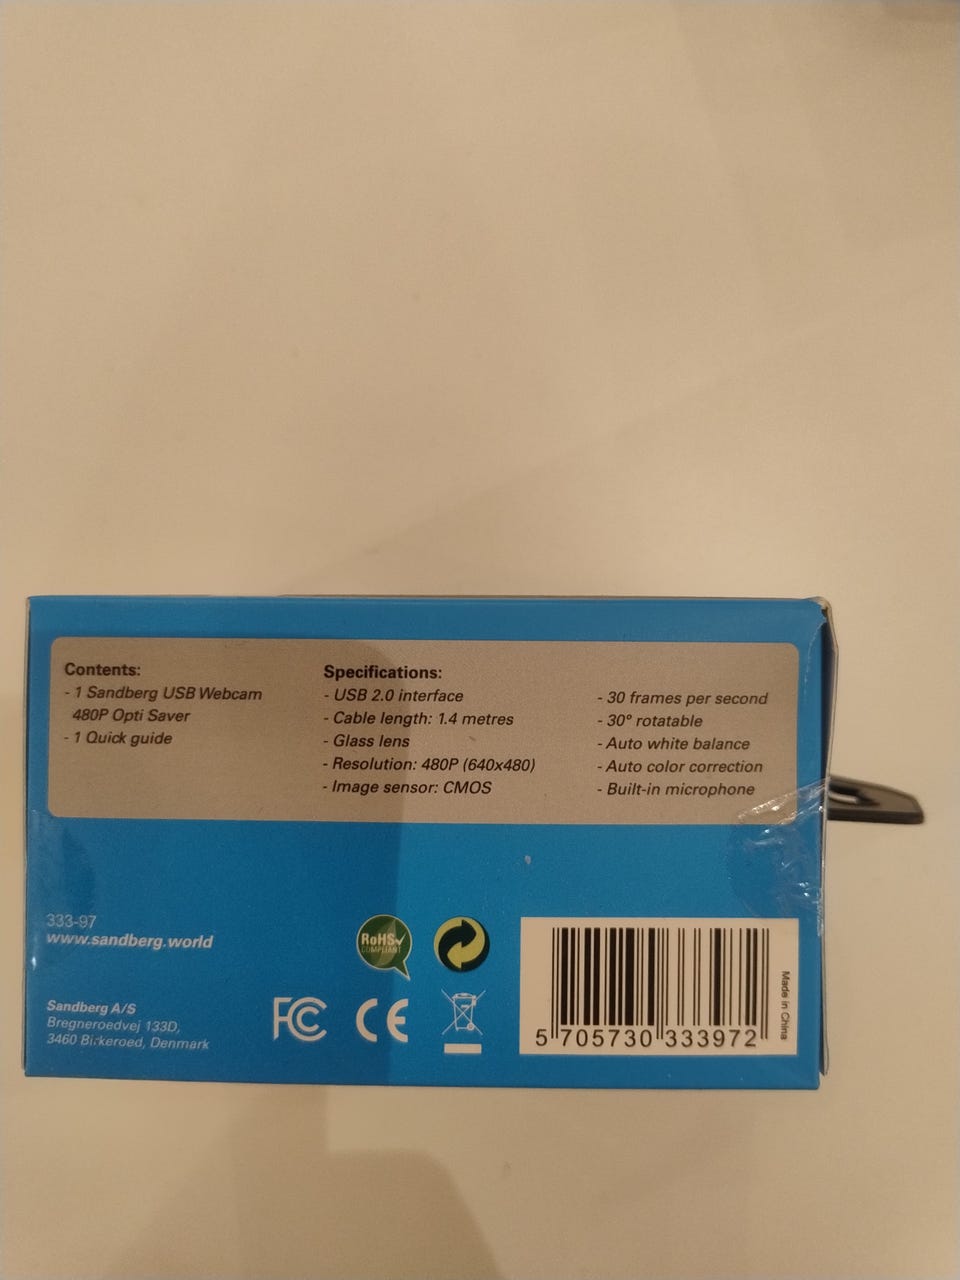 Contents:
- 1 Sandberg USB Webcam
480P Opti Saver
- 1 Quick guide
Specifications:
- USB 2.0 interface
- Cable length: 1.4 metres
- Glass lens
- Resolution: 480P (640x480)
- Image sensor: CMOS
- 30 frames per second
- 30° rotatable
- Auto white balance
- Auto color correction
- Built-in microphone
333-97
www.sandberg.world
Sandberg A/S
Bregneroedvej 133D,
3460 Birkeroed, Denmark
RoHS
COMPLIANT
FC
CE
5 705730 333972
Made in China